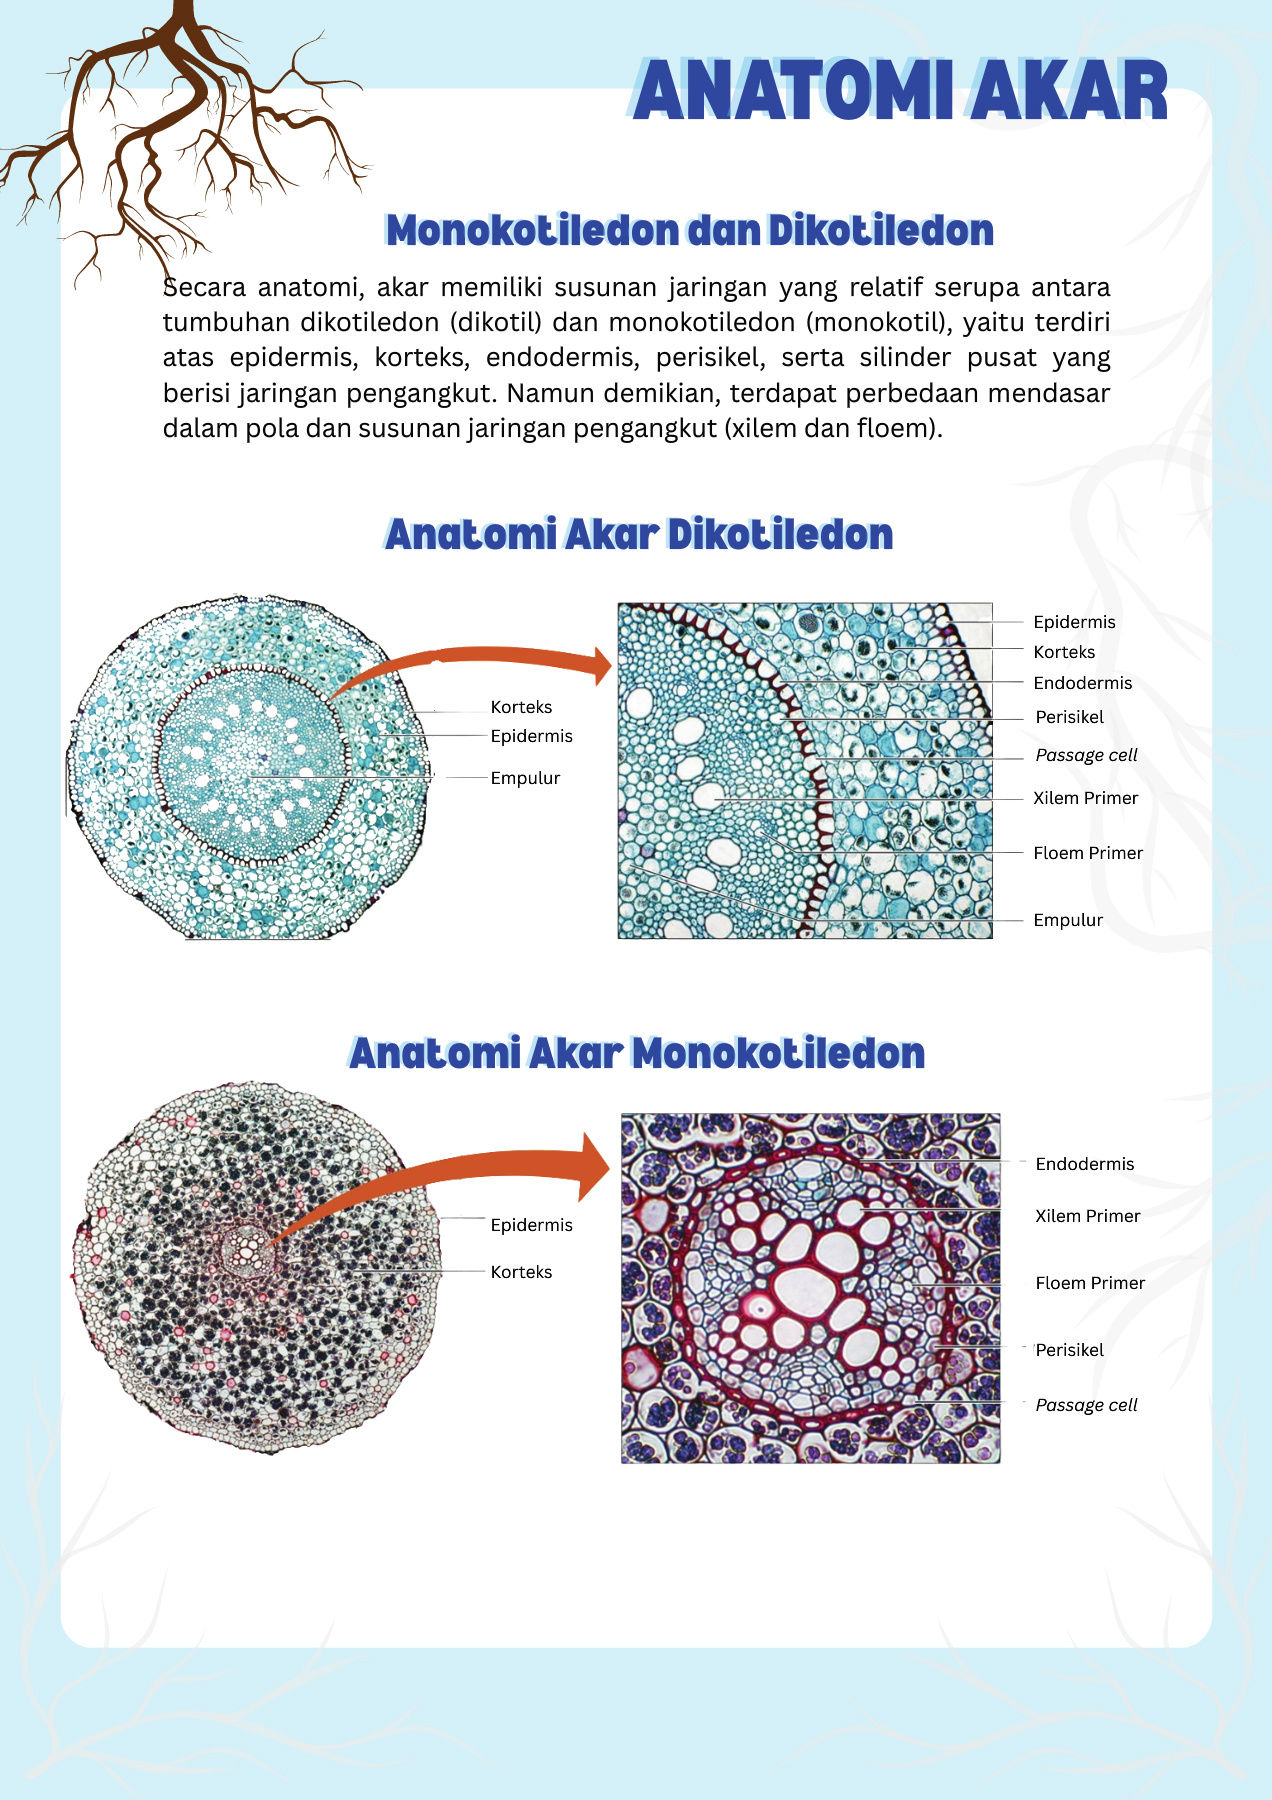 ANATOMI AKAR
Monokotiledon dan Dikotiledon
Secara anatomi, akar memiliki susunan jaringan yang relatif serupa antara
tumbuhan dikotiledon (dikotil) dan monokotiledon (monokotil), yaitu terdiri
atas epidermis, korteks, endodermis, perisikel, serta silinder pusat yang
berisi jaringan pengangkut. Namun demikian, terdapat perbedaan mendasar
dalam pola dan susunan jaringan pengangkut (xilem dan floem).
Anatomi Akar Dikotiledon
Korteks
Epidermis
Empulur
Epidermis
Korteks
Endodermis
Perisikel
Passage cell
Xilem Primer
Floem Primer
Empulur
Anatomi Akar Monokotiledon
Epidermis
Korteks
Endodermis
Xilem Primer
Floem Primer
Perisikel
Passage cell